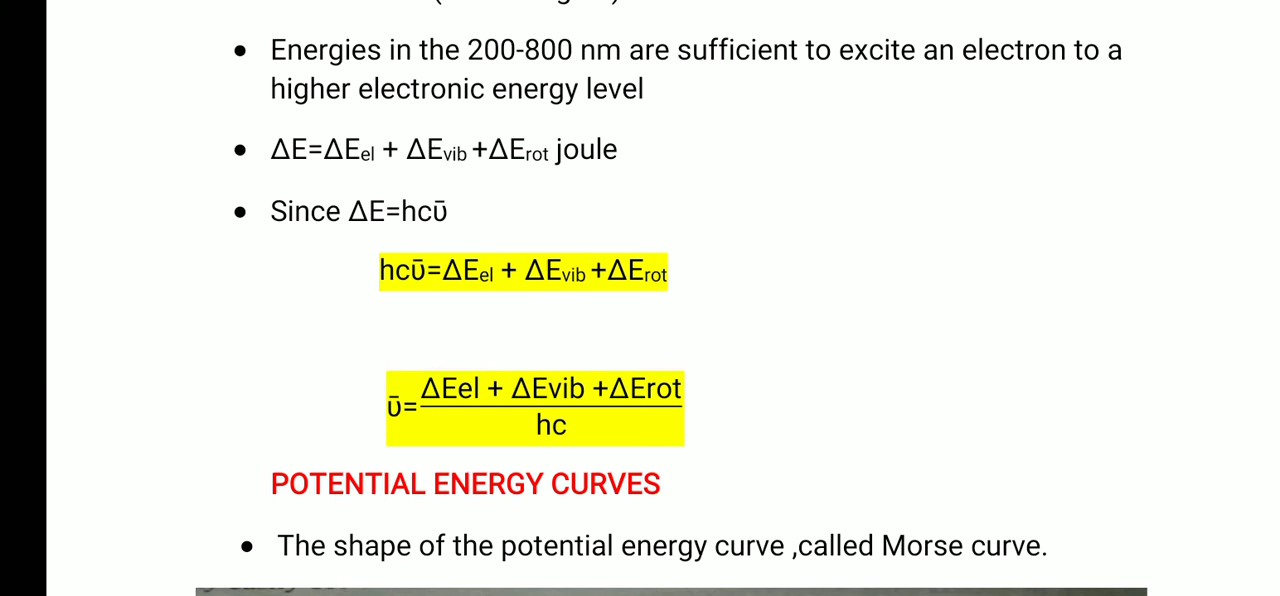 • Energies in the 200-800 nm are sufficient to excite an electron to a
higher electronic energy level
• ΔE=ΔEel + ΔEvib +ΔErot joule
• Since ΔE=hcῡ
hcῡ=ΔEel + ΔEvib +ΔErot
ῡ=
ΔEel + ΔEvib +ΔErot
hc
POTENTIAL ENERGY CURVES
• The shape of the potential energy curve ,called Morse curve.